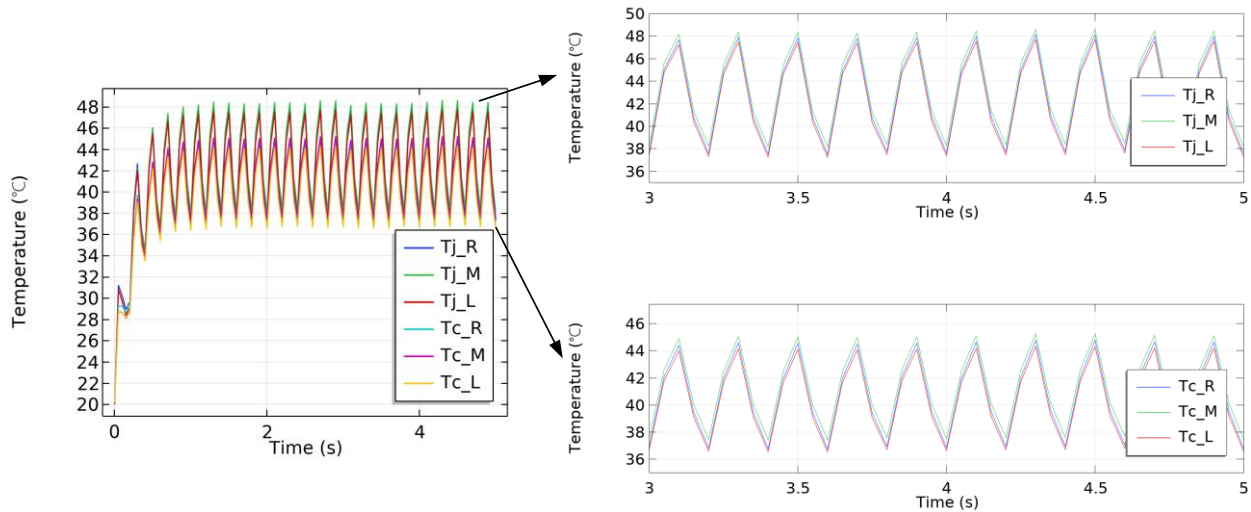 Temperature (℃)
48
46
44
42
40
38
36
34
32
30
28
26
24
22
20
0
2
4
Time (s)
Tj_R
Tj_M
Tj_L
Tc_R
Tc_M
Tc_L
Temperature (℃)
50
48
46
44
42
40
38
36
3
3.5
4
4.5
5
Time (s)
Tj_R
Tj_M
Tj_L
Temperature (℃)
46
44
42
40
38
36
3
3.5
4
4.5
5
Time (s)
Tc_R
Tc_M
Tc_L